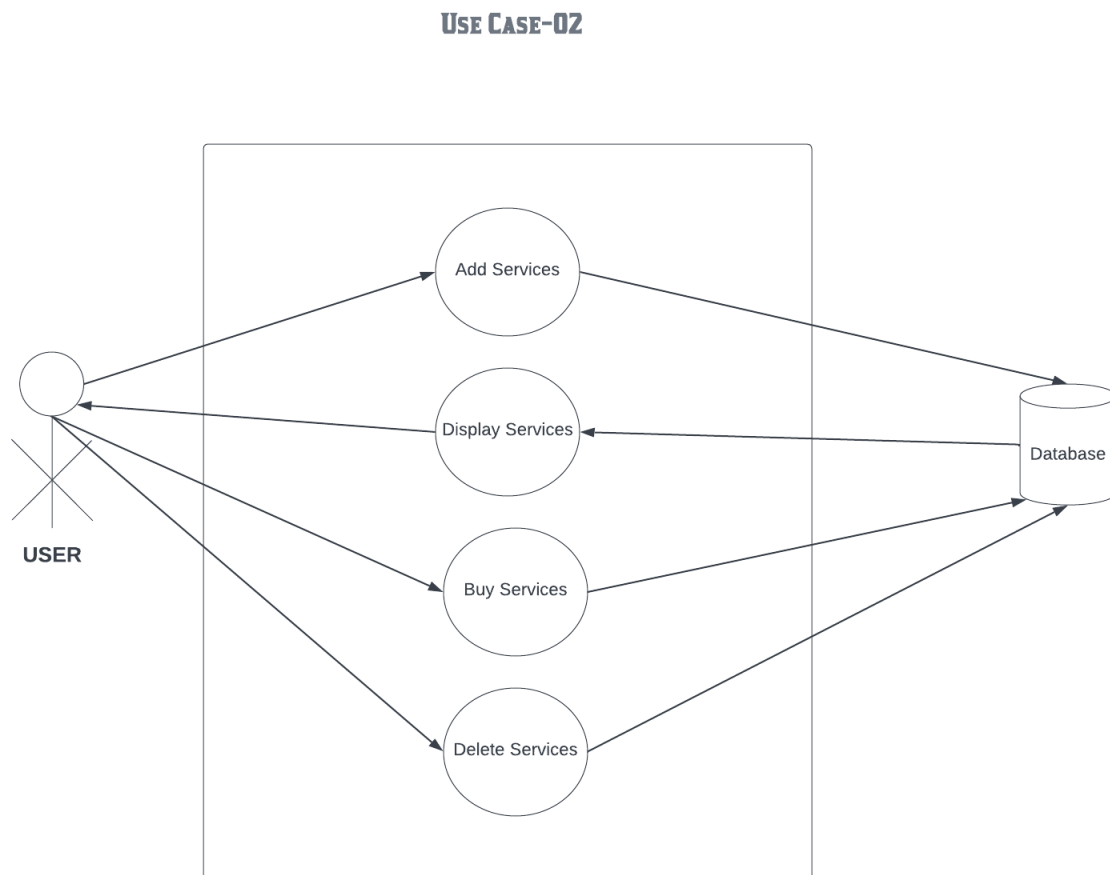 USE CASE-02
Add Services
Display Services
Database
USER
Buy Services
Delete Services